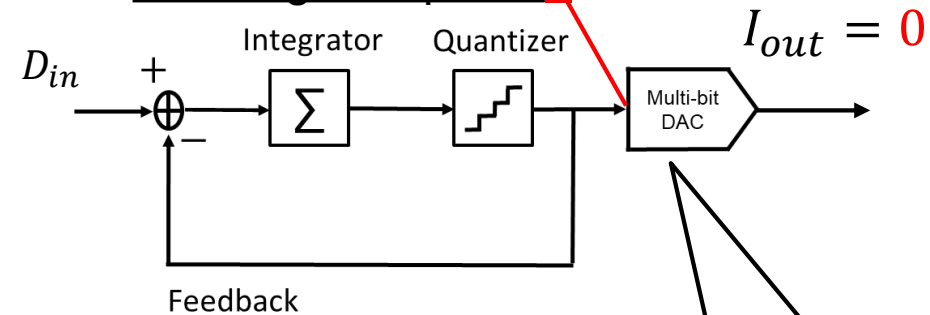 I_out = 0
Integrator
Quantizer
D_in
+
Σ
Multi-bit
DAC
−
Feedback